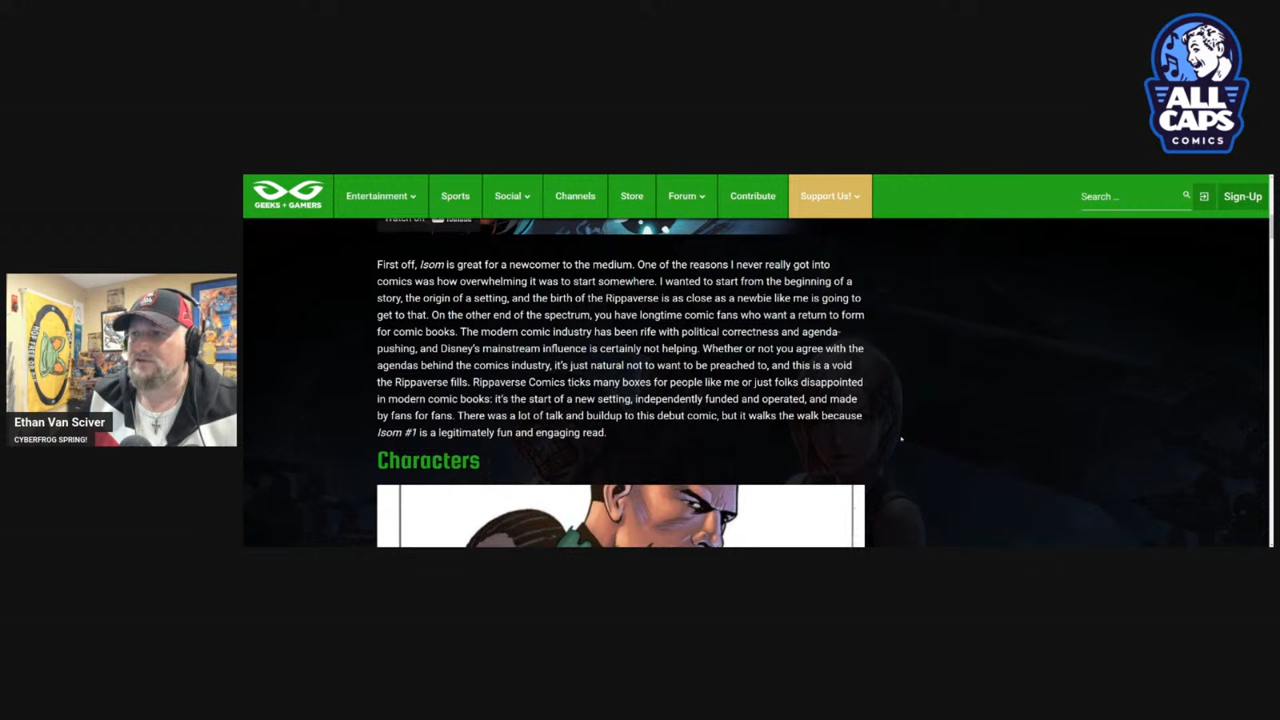 ALL
CAPS
COMICS
GEEKS + GAMERS
Entertainment
Sports
Social
Channels
Store
Forum
Contribute
Support Us!
Search ...
Sign-Up
First off, Isom is great for a newcomer to the medium. One of the reasons I never really got into
comics was how overwhelming it was to start somewhere. I wanted to start from the beginning of a
story, the origin of a setting, and the birth of the Rippaverse is as close as a newbie like me is going to
get to that. On the other end of the spectrum, you have longtime comic fans who want a return to form
for comic books. The modern comic industry has been rife with political correctness and agenda-
pushing, and Disney's mainstream influence is certainly not helping. Whether or not you agree with the
agendas behind the comics industry, it's just natural not to want to be preached to, and this is a void
the Rippaverse fills. Rippaverse Comics ticks many boxes for people like me or just folks disappointed
in modern comic books: it's the start of a new setting, independently funded and operated, and made
by fans for fans. There was a lot of talk and buildup to this debut comic, but it walks the walk because
Isom #1 is a legitimately fun and engaging read.
Characters
Ethan Van Sciver
CYBERFROG SPRING!